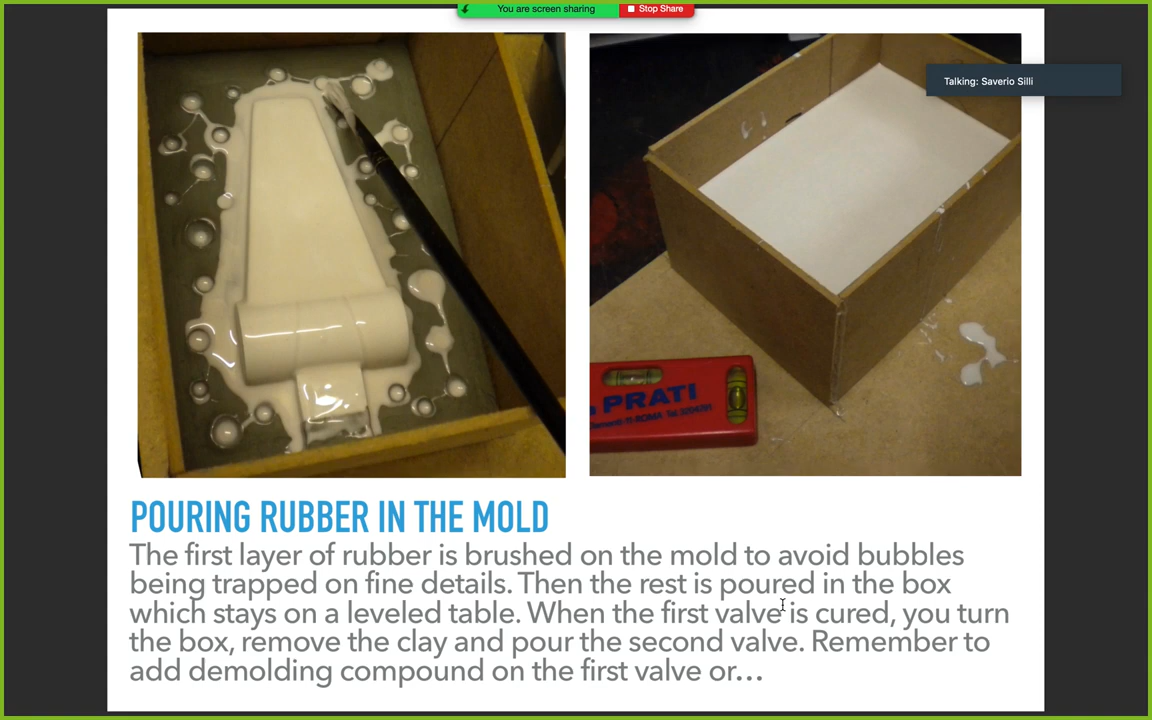 You are screen sharing
Stop Share
Talking: Saverio Silli
PRATI
POURING RUBBER IN THE MOLD
The first layer of rubber is brushed on the mold to avoid bubbles
being trapped on fine details. Then the rest is poured in the box
which stays on a leveled table. When the first valve is cured, you turn
the box, remove the clay and pour the second valve. Remember to
add demolding compound on the first valve or...